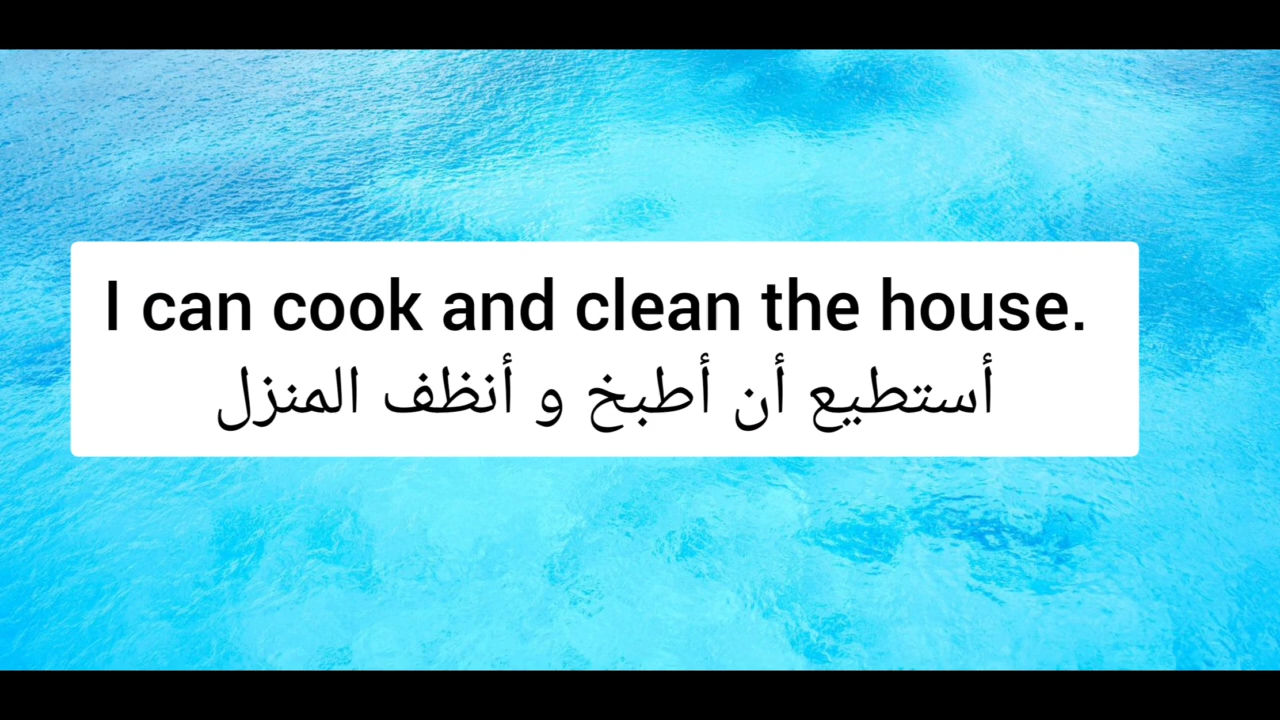 I can cook and clean the house.
أستطيع أن أطبخ و أنظف المنزل